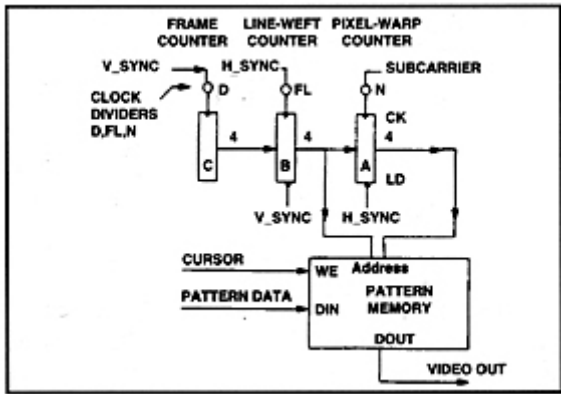 FRAME COUNTER
LINE-WEFT COUNTER
PIXEL-WARP COUNTER
V_SYNC
H_SYNC
SUBCARRIER
D
FL
N
CLOCK
DIVIDERS
D,FL,N
CK
4
4
4
C
B
A
LD
V_SYNC
H_SYNC
CURSOR
WE
Address
PATTERN DATA
DIN
PATTERN
MEMORY
DOUT
VIDEO OUT